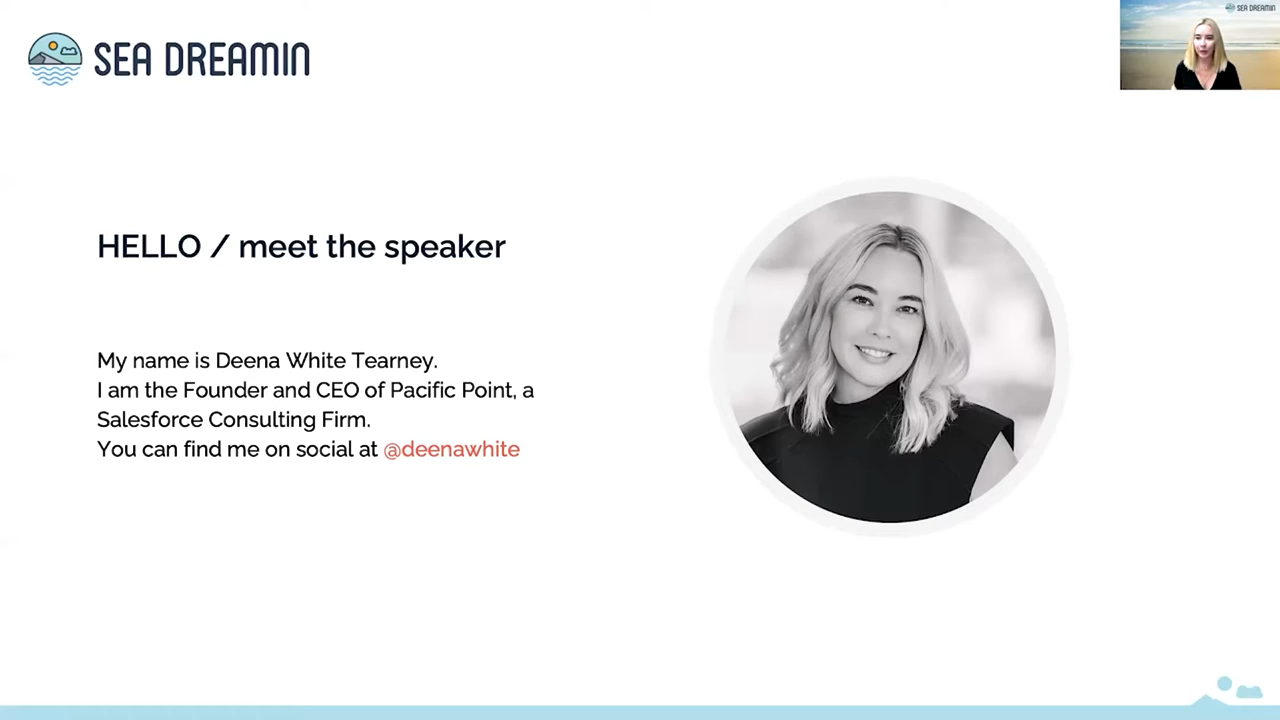 SEA DREAMIN
SEA DREAMIN
HELLO / meet the speaker
My name is Deena White Tearney.
I am the Founder and CEO of Pacific Point, a
Salesforce Consulting Firm.
You can find me on social at @deenawhite